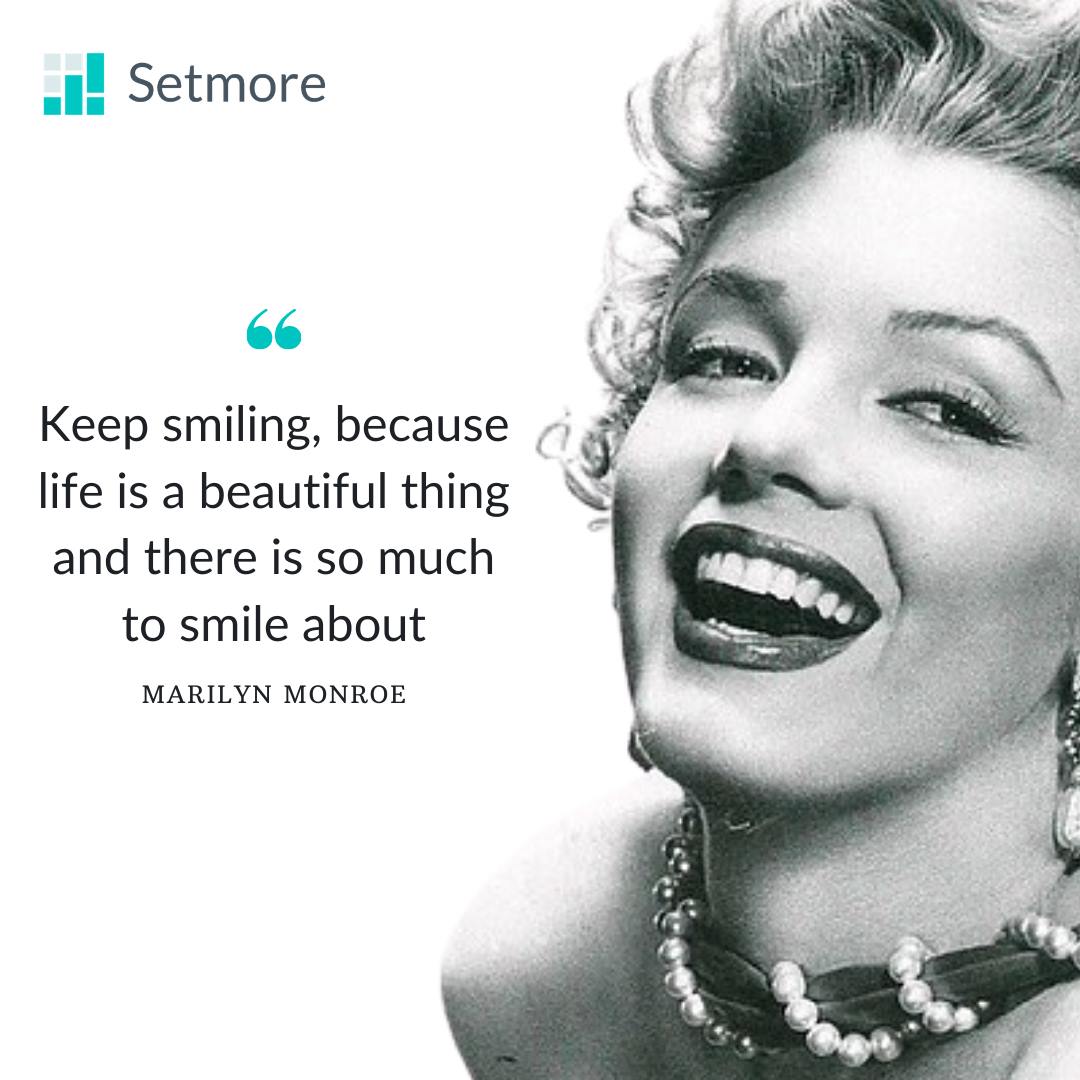 Setmore
“
Keep smiling, because
life is a beautiful thing
and there is so much
to smile about
MARILYN MONROE